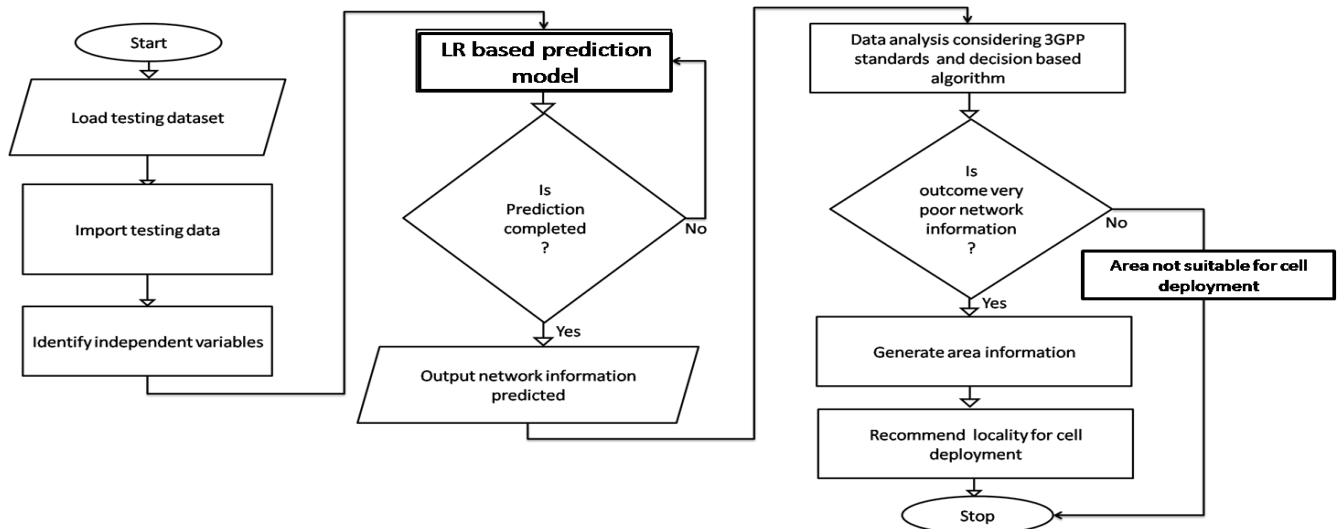 Start
Load testing dataset
Import testing data
Identify independent variables
LR based prediction
model
Is
Prediction
completed
?
No
Yes
Output network information
predicted
Data analysis considering 3GPP
standards and decision based
algorithm
Is
outcome very
poor network
information
?
No
Area not suitable for cell
deployment
Yes
Generate area information
Recommend locality for cell
deployment
Stop